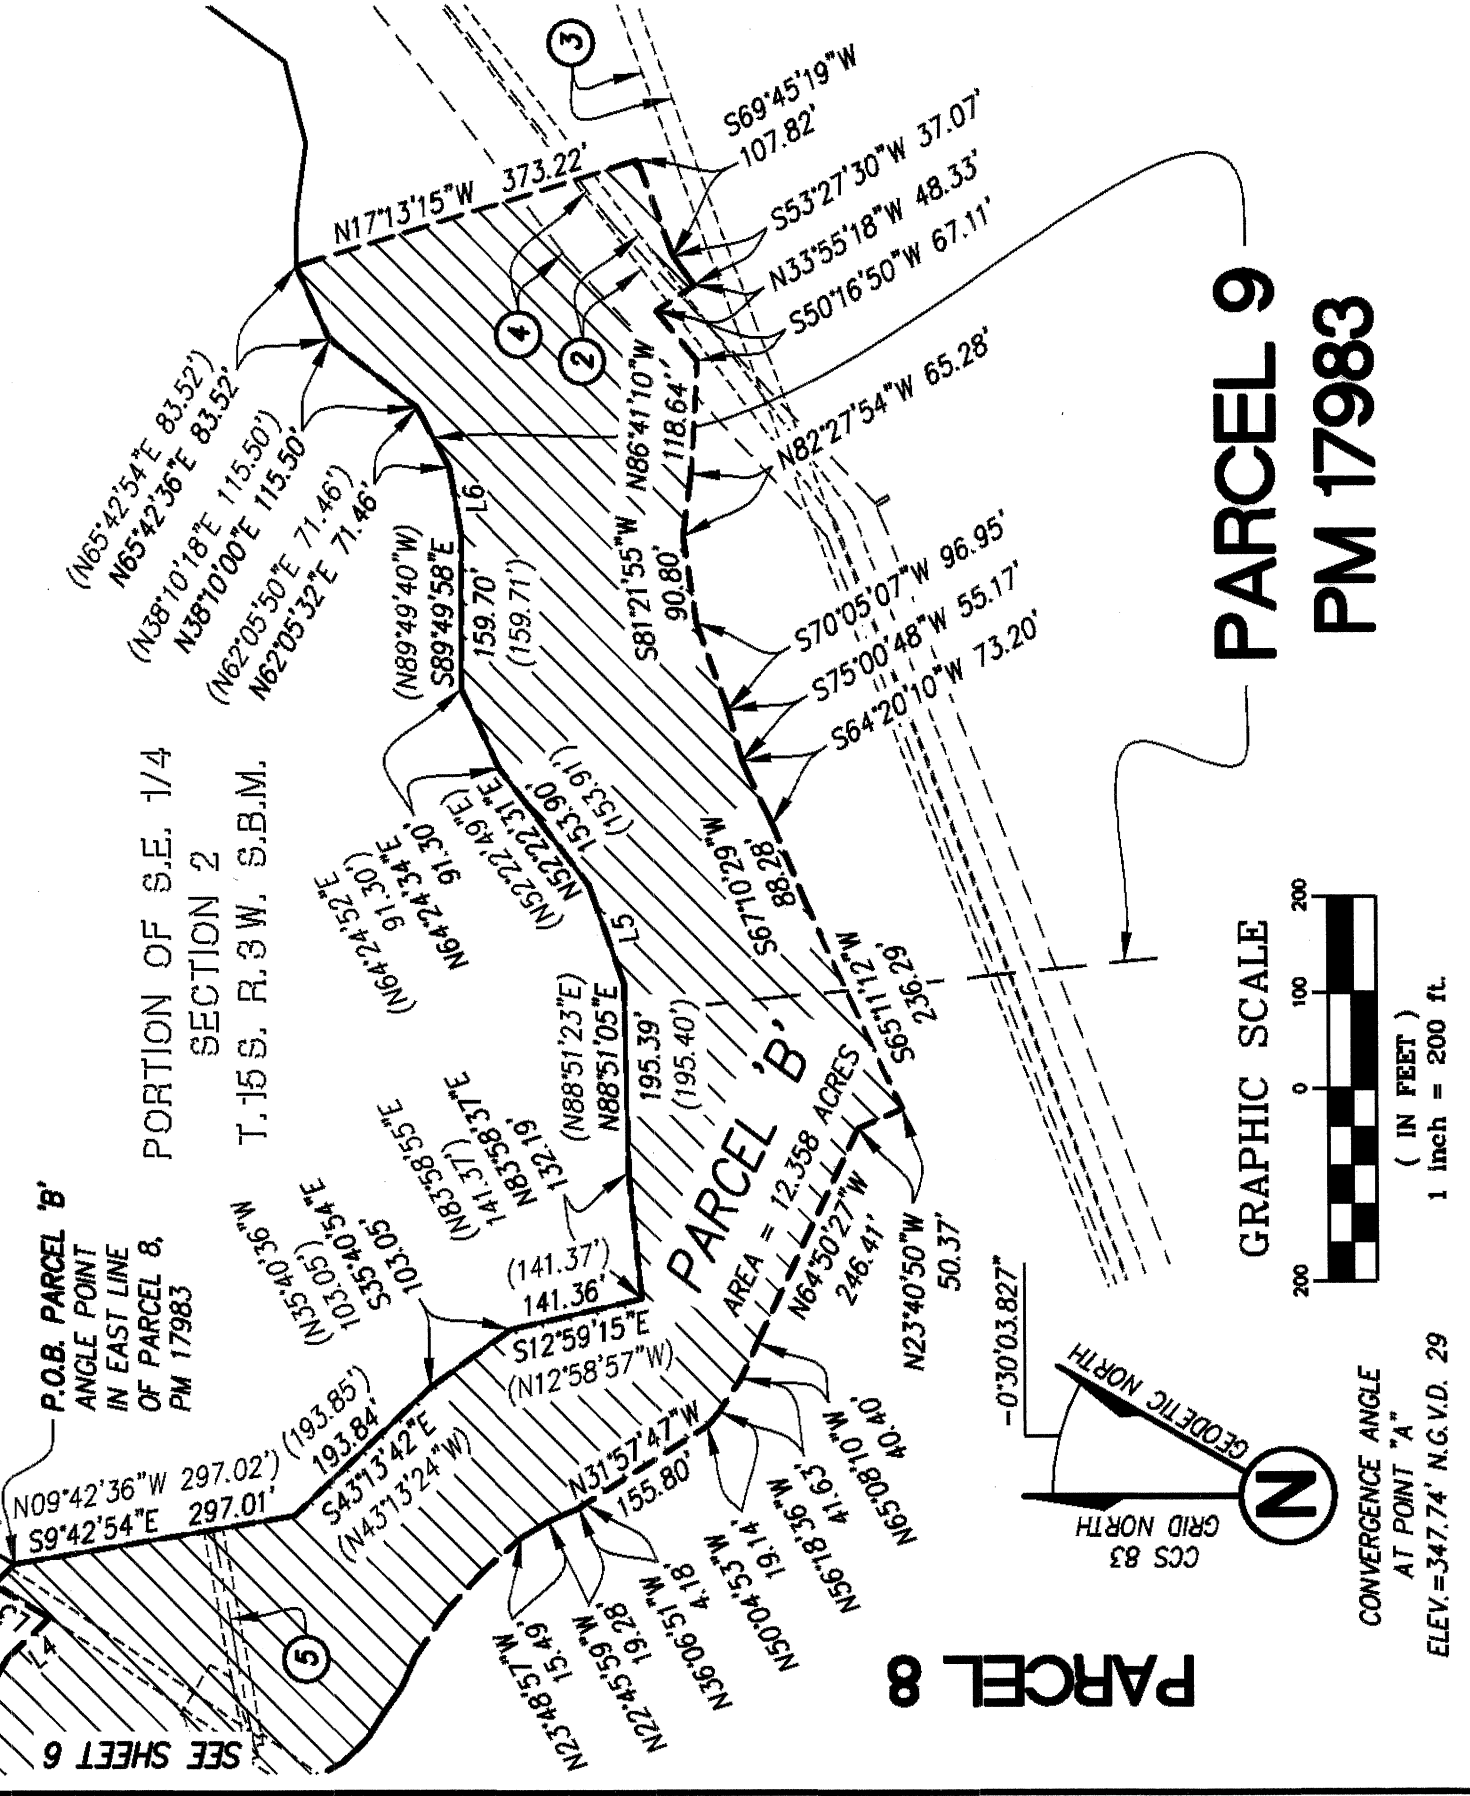 3
S69°45'19"W
107.82'
S53°27'30"W 37.07'
N33°55'18"W 48.33'
S50°16'50"W 67.11'
N17°13'15"W 373.22'
4
2
(N65°42'54"E 83.52')
N65°42'36"E 83.52'
(N38°10'18"E 115.50')
N38°10'00"E 115.50'
(N62°05'50"E 71.46')
N62°05'32"E 71.46'
N86°41'10"W
118.64'
N82°27'54"W 65.28'
L6
(N89°49'40"W)
S89°49'58"E
159.70'
(159.71')
S81°21'55"W
90.80'
S70°05'07"W 96.95'
S75°00'48"W 55.17'
S64°20'10"W 73.20'
PARCEL 9
PM 17983
PORTION OF S.E. 1/4
SECTION 2
T.15S. R.3W. S.B.M.
(N64°24'52"E
91.30')
N64°24'34"E
91.30'
(N52°22'49"E)
N52°22'31"E
153.90'
(153.91')
L5
S67°10'29"W
88.28'
S65°11'12"W
236.29'
(N88°51'23"E)
N88°51'05"E
195.39'
(195.40')
PARCEL 'B'
AREA = 12.358 ACRES
(N83°58'55"E
141.37')
N83°58'37"E
132.19'
P.O.B. PARCEL 'B'
ANGLE POINT
IN EAST LINE
OF PARCEL 8,
PM 17983
(N35°40'36"W
103.05')
S35°40'54"E
103.05'
(141.37')
141.36'
S12°59'15"E
(N12°58'57"W)
N64°50'27"W
246.41'
N23°40'50"W
50.37'
N09°42'36"W 297.02')
S9°42'54"E 297.01'
(193.85')
193.84'
S43°13'42"E
(N43°13'24"W)
N31°57'47"W
155.80'
N65°08'10"W
40.40'
N56°18'36"W
41.63'
N50°04'53"W
19.14'
N36°06'51"W
4.18'
N22°45'59"W
19.28'
N23°48'57"W
15.49'
L4
5
SEE SHEET 6
PARCEL 8
GRAPHIC SCALE
200 0 100 200
( IN FEET )
1 inch = 200 ft.
-0°30'03.827"
GEODETIC NORTH
CCS 83
GRID NORTH
N
CONVERGENCE ANGLE
AT POINT "A"
ELEV.=347.74' N.G.V.D. 29